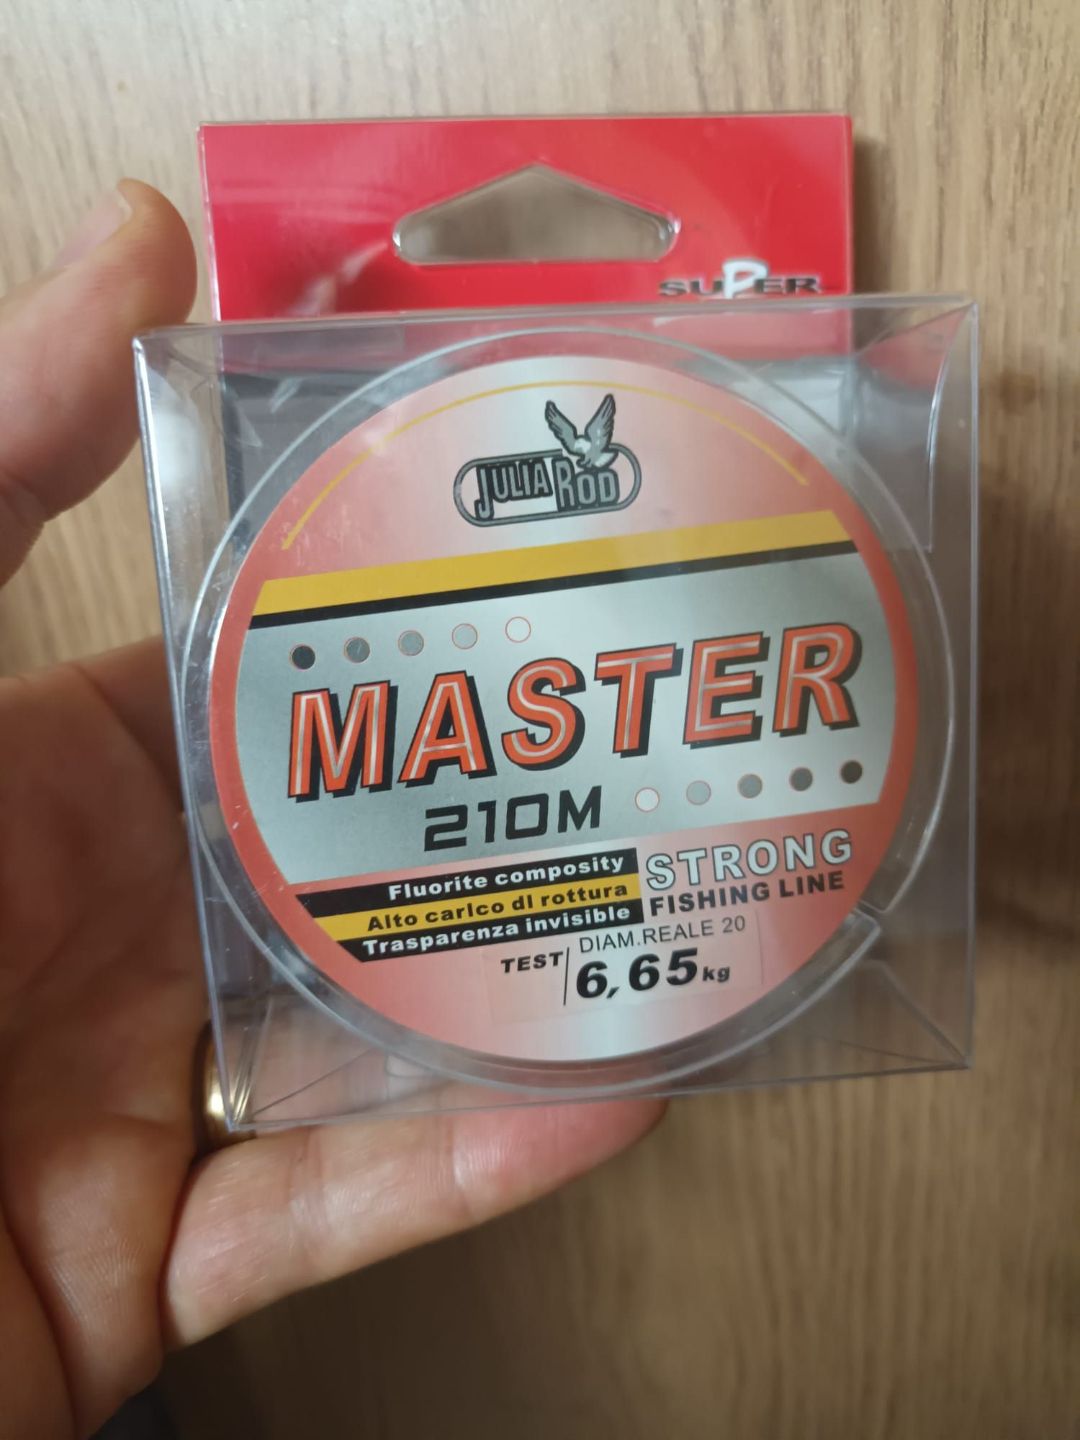 SUPER
JULIA ROD
MASTER
210M
Fluorite composity
Alto carico di rottura
Trasparenza invisibile
STRONG
FISHING LINE
DIAM.REALE 20
TEST
6,65kg